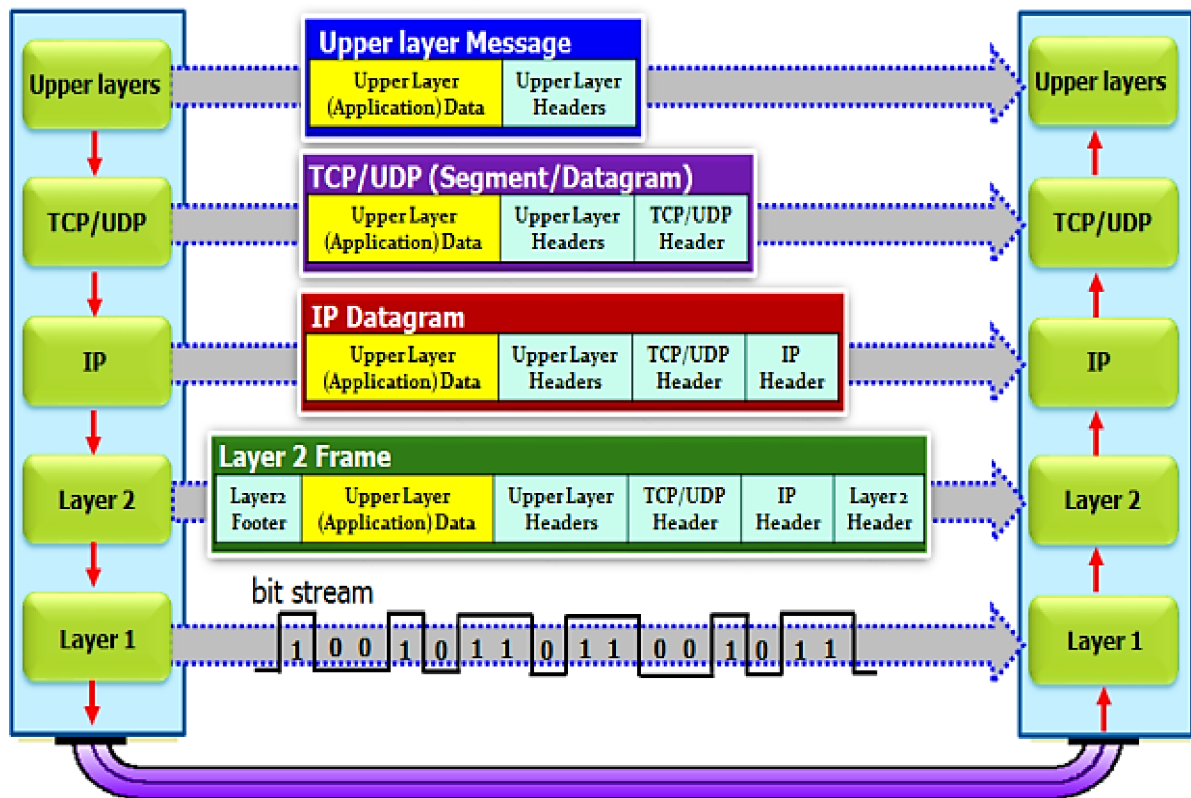 Upper layers
Upper layer Message
Upper Layer (Application) Data
Upper Layer Headers
Upper layers
TCP/UDP
TCP/UDP (Segment/Datagram)
Upper Layer (Application) Data
Upper Layer Headers
TCP/UDP Header
TCP/UDP
IP
IP Datagram
Upper Layer (Application) Data
Upper Layer Headers
TCP/UDP Header
IP Header
IP
Layer 2
Layer 2 Frame
Layer2 Footer
Upper Layer (Application) Data
Upper Layer Headers
TCP/UDP Header
IP Header
Layer 2 Header
Layer 2
Layer 1
bit stream
1 0 0 1 0 1 1 0 1 1 0 0 1 0 1 1
Layer 1